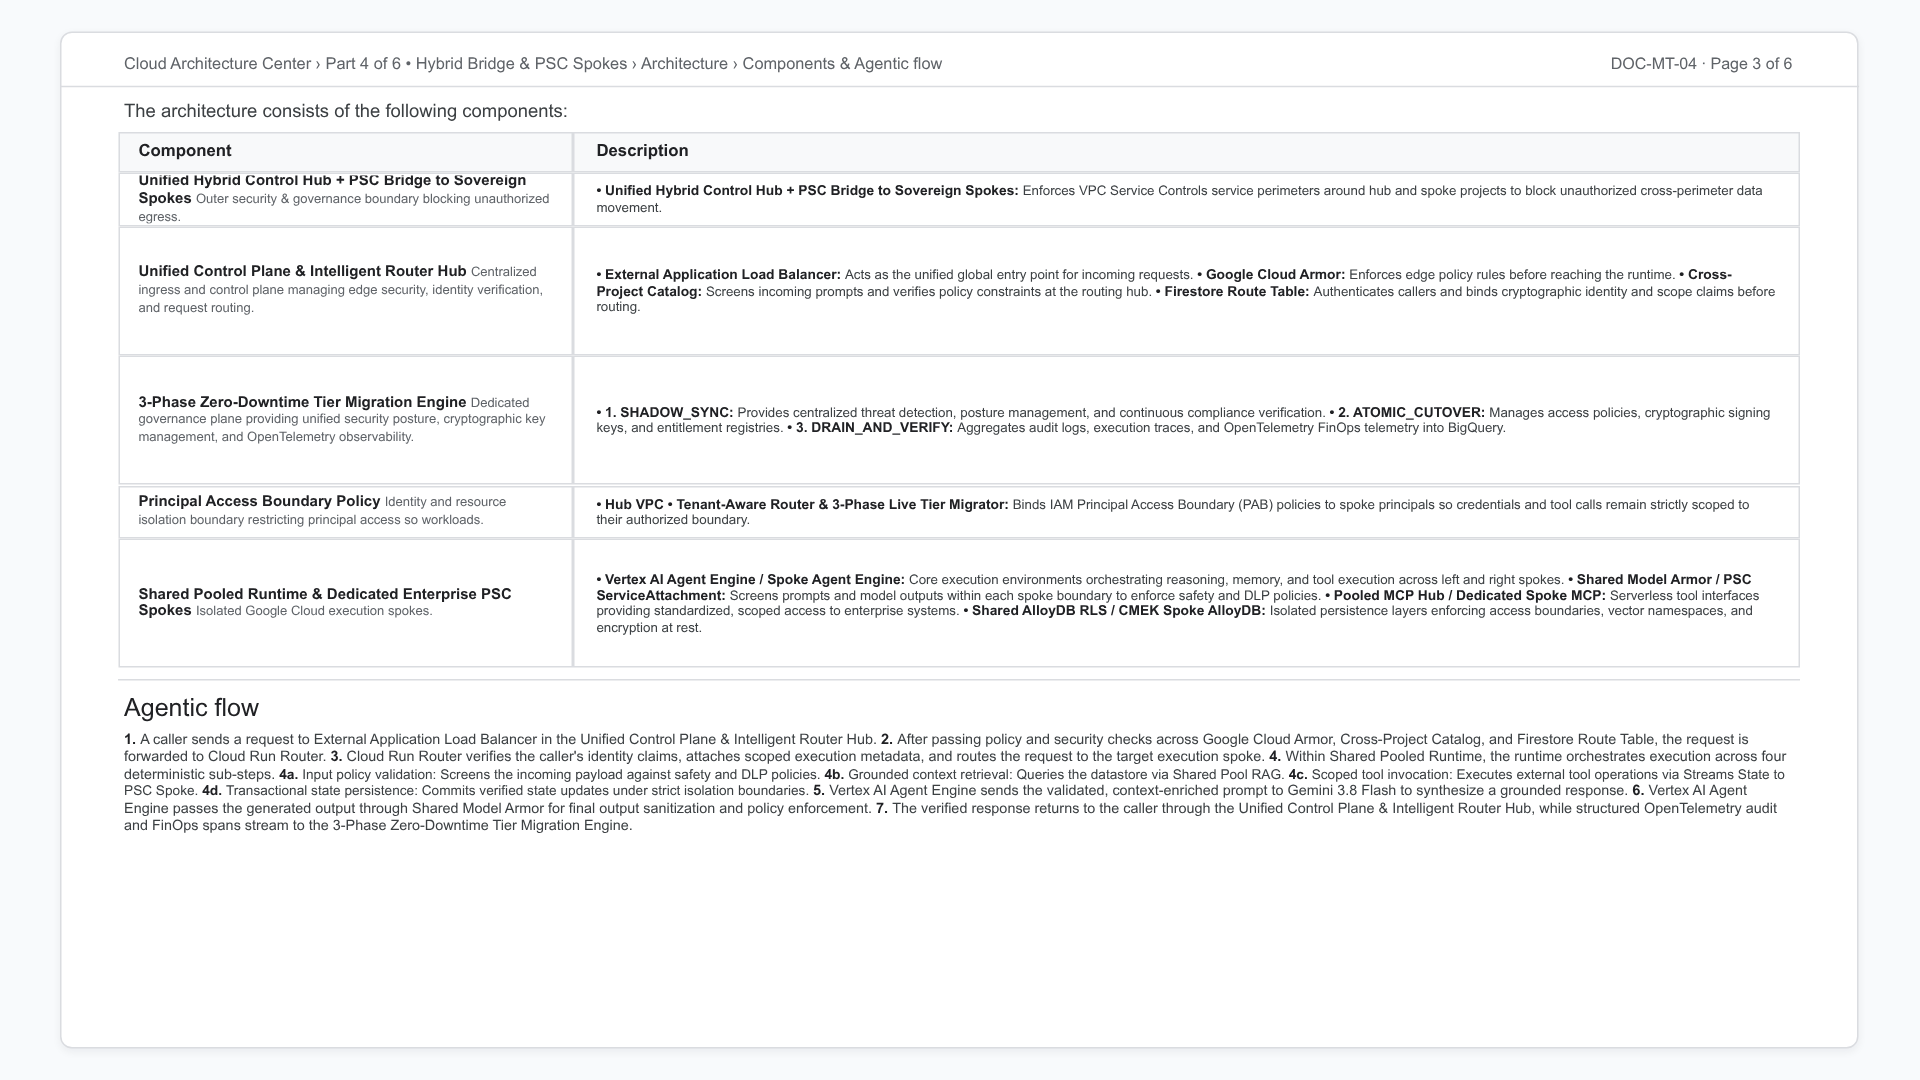 Cloud Architecture Center › Part 4 of 6 • Hybrid Bridge & PSC Spokes › Architecture › Components & Agentic flow
DOC-MT-04 · Page 3 of 6
The architecture consists of the following components:
Component
Description
Unified Hybrid Control Hub + PSC Bridge to Sovereign
Spokes Outer security & governance boundary blocking unauthorized
egress.
• Unified Hybrid Control Hub + PSC Bridge to Sovereign Spokes: Enforces VPC Service Controls service perimeters around hub and spoke projects to block unauthorized cross-perimeter data
movement.
Unified Control Plane & Intelligent Router Hub Centralized
ingress and control plane managing edge security, identity verification,
and request routing.
• External Application Load Balancer: Acts as the unified global entry point for incoming requests. • Google Cloud Armor: Enforces edge policy rules before reaching the runtime. • Cross-
Project Catalog: Screens incoming prompts and verifies policy constraints at the routing hub. • Firestore Route Table: Authenticates callers and binds cryptographic identity and scope claims before
routing.
3-Phase Zero-Downtime Tier Migration Engine Dedicated
governance plane providing unified security posture, cryptographic key
management, and OpenTelemetry observability.
• 1. SHADOW_SYNC: Provides centralized threat detection, posture management, and continuous compliance verification. • 2. ATOMIC_CUTOVER: Manages access policies, cryptographic signing
keys, and entitlement registries. • 3. DRAIN_AND_VERIFY: Aggregates audit logs, execution traces, and OpenTelemetry FinOps telemetry into BigQuery.
Principal Access Boundary Policy Identity and resource
isolation boundary restricting principal access so workloads.
• Hub VPC • Tenant-Aware Router & 3-Phase Live Tier Migrator: Binds IAM Principal Access Boundary (PAB) policies to spoke principals so credentials and tool calls remain strictly scoped to
their authorized boundary.
Shared Pooled Runtime & Dedicated Enterprise PSC
Spokes Isolated Google Cloud execution spokes.
• Vertex AI Agent Engine / Spoke Agent Engine: Core execution environments orchestrating reasoning, memory, and tool execution across left and right spokes. • Shared Model Armor / PSC
ServiceAttachment: Screens prompts and model outputs within each spoke boundary to enforce safety and DLP policies. • Pooled MCP Hub / Dedicated Spoke MCP: Serverless tool interfaces
providing standardized, scoped access to enterprise systems. • Shared AlloyDB RLS / CMEK Spoke AlloyDB: Isolated persistence layers enforcing access boundaries, vector namespaces, and
encryption at rest.
Agentic flow
1. A caller sends a request to External Application Load Balancer in the Unified Control Plane & Intelligent Router Hub. 2. After passing policy and security checks across Google Cloud Armor, Cross-Project Catalog, and Firestore Route Table, the request is
forwarded to Cloud Run Router. 3. Cloud Run Router verifies the caller's identity claims, attaches scoped execution metadata, and routes the request to the target execution spoke. 4. Within Shared Pooled Runtime, the runtime orchestrates execution across four
deterministic sub-steps. 4a. Input policy validation: Screens the incoming payload against safety and DLP policies. 4b. Grounded context retrieval: Queries the datastore via Shared Pool RAG. 4c. Scoped tool invocation: Executes external tool operations via Streams State to
PSC Spoke. 4d. Transactional state persistence: Commits verified state updates under strict isolation boundaries. 5. Vertex AI Agent Engine sends the validated, context-enriched prompt to Gemini 3.8 Flash to synthesize a grounded response. 6. Vertex AI Agent
Engine passes the generated output through Shared Model Armor for final output sanitization and policy enforcement. 7. The verified response returns to the caller through the Unified Control Plane & Intelligent Router Hub, while structured OpenTelemetry audit
and FinOps spans stream to the 3-Phase Zero-Downtime Tier Migration Engine.